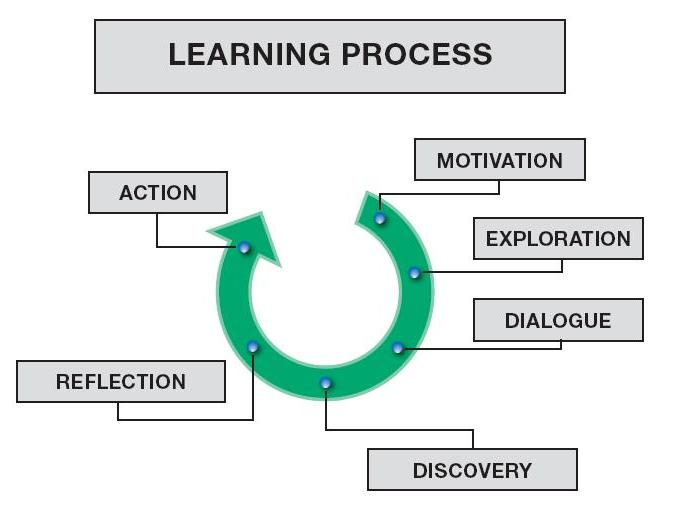 LEARNING PROCESS
MOTIVATION
ACTION
EXPLORATION
DIALOGUE
REFLECTION
DISCOVERY